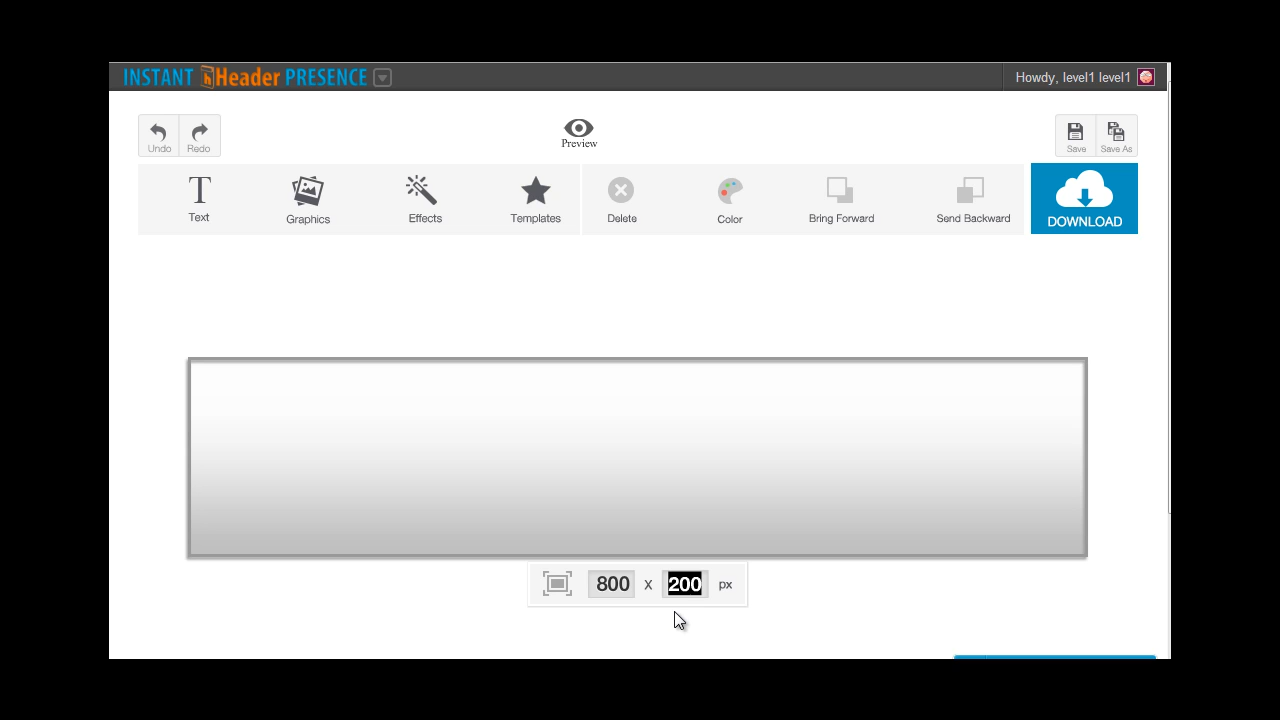 INSTANT Header PRESENCE
Howdy, level1 level1
Undo
Redo
Preview
Save
Save As
Text
Graphics
Effects
Templates
Delete
Color
Bring Forward
Send Backward
DOWNLOAD
800 X 200 px